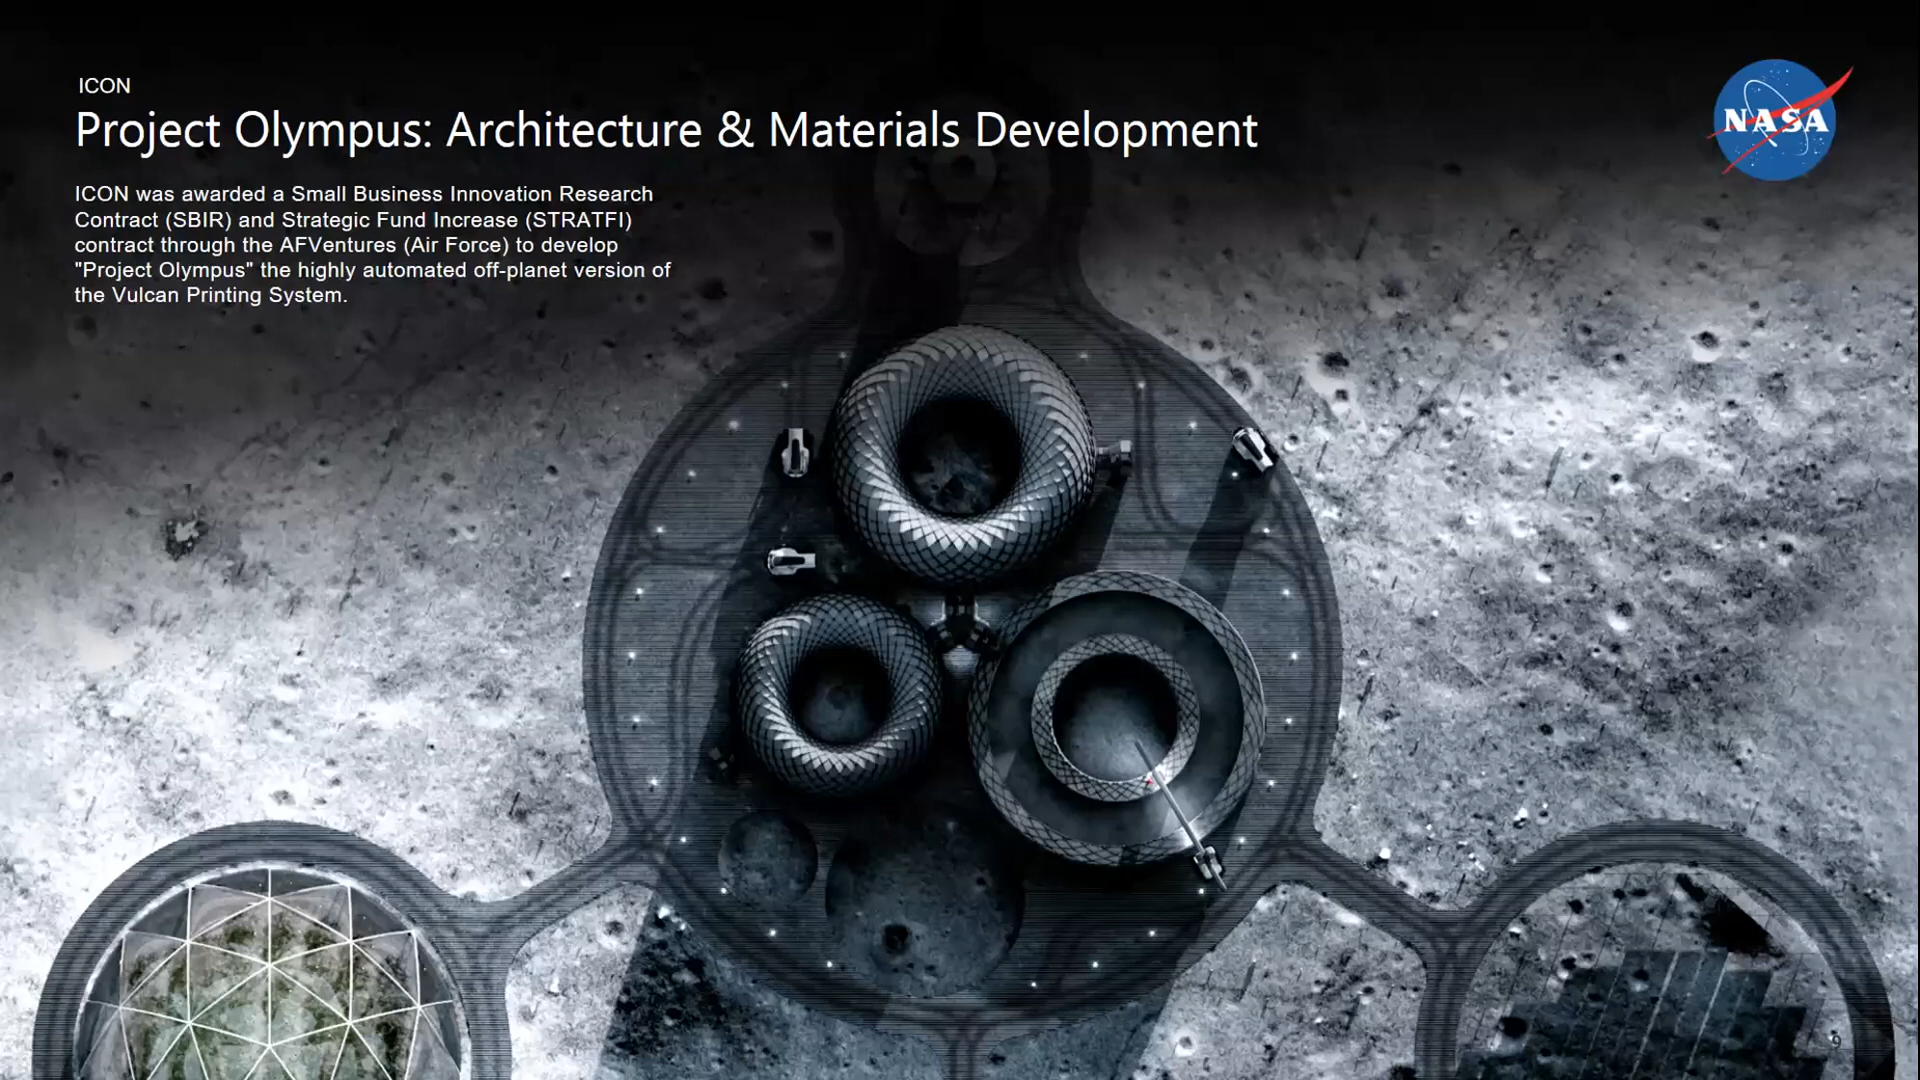 ICON
Project Olympus: Architecture & Materials Development
NASA
ICON was awarded a Small Business Innovation Research
Contract (SBIR) and Strategic Fund Increase (STRATFI)
contract through the AFVentures (Air Force) to develop
"Project Olympus" the highly automated off-planet version of
the Vulcan Printing System.
9